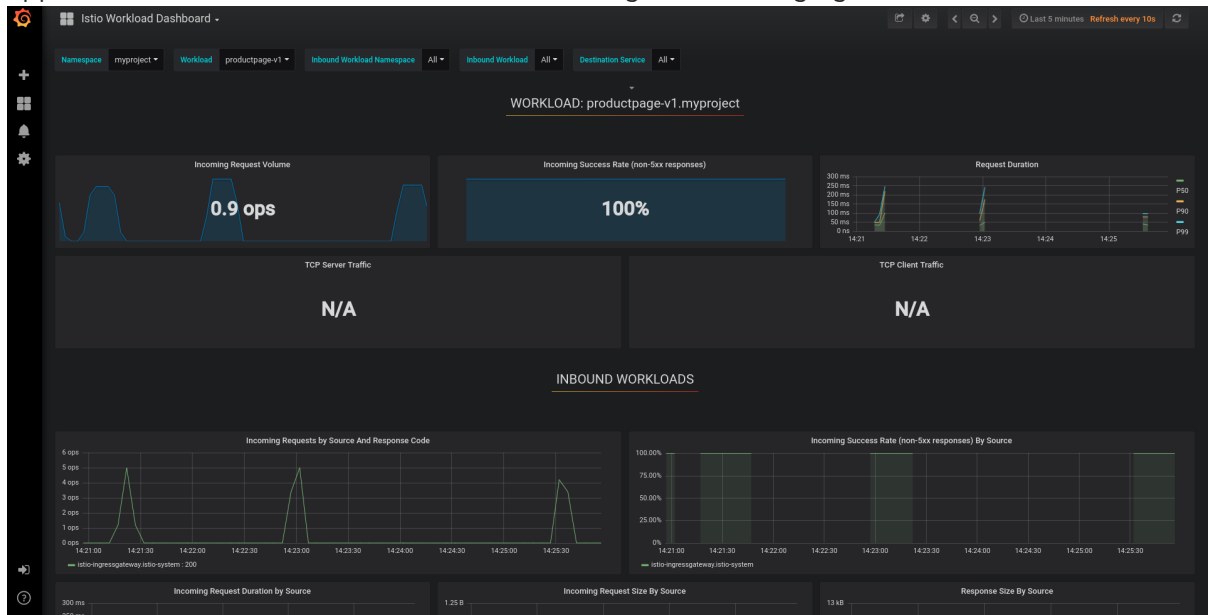 Istio Workload Dashboard
Last 5 minutes Refresh every 10s
Namespace myproject Workload productpage-v1 Inbound Workload Namespace All Inbound Workload All Destination Service All
WORKLOAD: productpage-v1.myproject
Incoming Request Volume
0.9 ops
Incoming Success Rate (non-5xx responses)
100%
Request Duration
300 ms
250 ms
200 ms
150 ms
100 ms
50 ms
0 ns
14:21 14:22 14:23 14:24 14:25
P50
P90
P99
TCP Server Traffic
N/A
TCP Client Traffic
N/A
INBOUND WORKLOADS
Incoming Requests by Source And Response Code
6 ops
5 ops
4 ops
3 ops
2 ops
1 ops
0 ops
14:21:00 14:21:30 14:22:00 14:22:30 14:23:00 14:23:30 14:24:00 14:24:30 14:25:00 14:25:30
istio-ingressgateway.istio-system : 200
Incoming Success Rate (non-5xx responses) By Source
100.00%
75.00%
50.00%
25.00%
0%
14:21:00 14:21:30 14:22:00 14:22:30 14:23:00 14:23:30 14:24:00 14:24:30 14:25:00 14:25:30
istio-ingressgateway.istio-system
Incoming Request Duration by Source
300 ms
Incoming Request Size By Source
1.25 B
Response Size By Source
13 kB